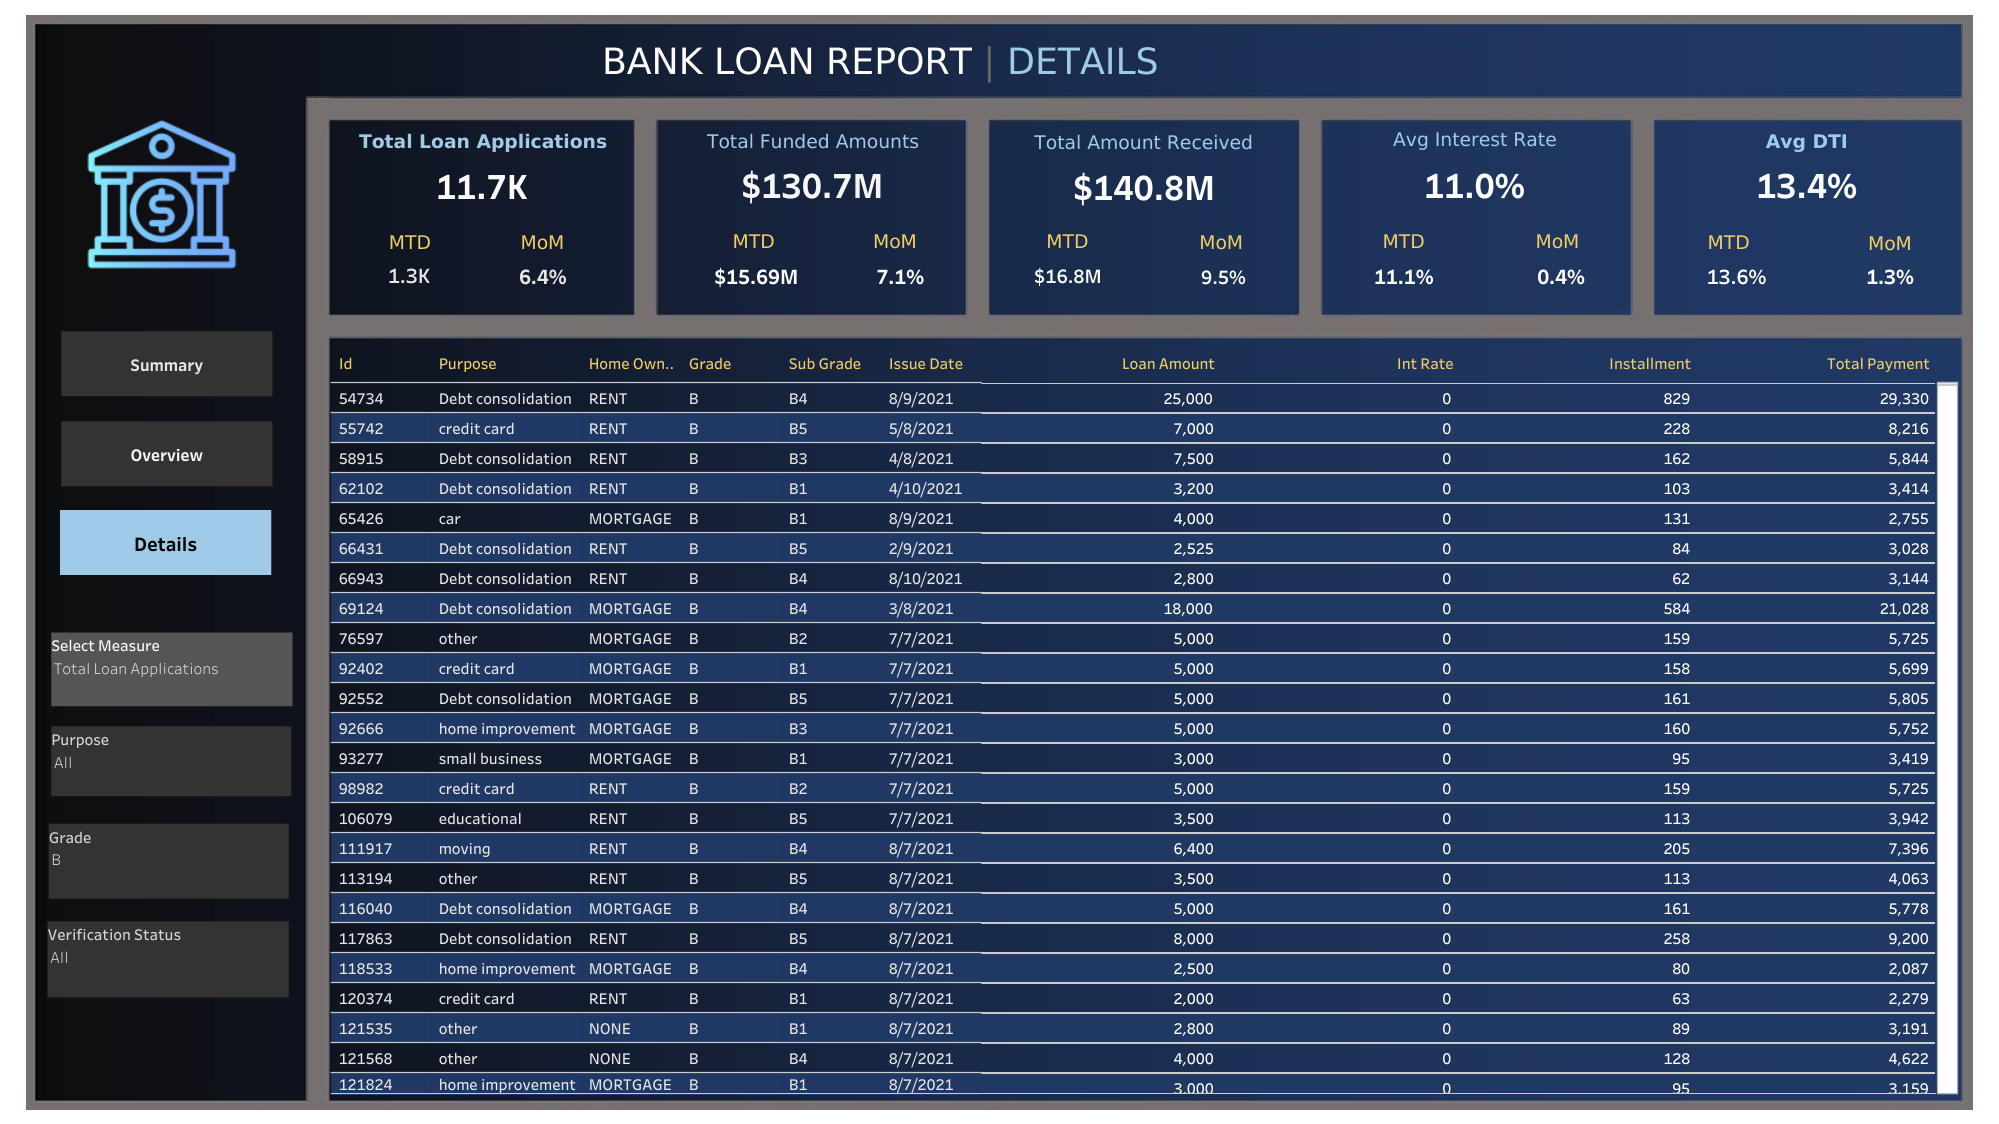 BANK LOAN REPORT | DETAILS
Total Loan Applications
11.7K
MTD MoM
1.3K 6.4%
Total Funded Amounts
$130.7M
MTD MoM
$15.69M 7.1%
Total Amount Received
$140.8M
MTD MoM
$16.8M 9.5%
Avg Interest Rate
11.0%
MTD MoM
11.1% 0.4%
Avg DTI
13.4%
MTD MoM
13.6% 1.3%
$
Summary
Overview
Details
Select Measure
Total Loan Applications
Purpose
All
Grade
B
Verification Status
All
Id Purpose Home Own.. Grade Sub Grade Issue Date Loan Amount Int Rate Installment Total Payment
54734 Debt consolidation RENT B B4 8/9/2021 25,000 0 829 29,330
55742 credit card RENT B B5 5/8/2021 7,000 0 228 8,216
58915 Debt consolidation RENT B B3 4/8/2021 7,500 0 162 5,844
62102 Debt consolidation RENT B B1 4/10/2021 3,200 0 103 3,414
65426 car MORTGAGE B B1 8/9/2021 4,000 0 131 2,755
66431 Debt consolidation RENT B B5 2/9/2021 2,525 0 84 3,028
66943 Debt consolidation RENT B B4 8/10/2021 2,800 0 62 3,144
69124 Debt consolidation MORTGAGE B B4 3/8/2021 18,000 0 584 21,028
76597 other MORTGAGE B B2 7/7/2021 5,000 0 159 5,725
92402 credit card MORTGAGE B B1 7/7/2021 5,000 0 158 5,699
92552 Debt consolidation MORTGAGE B B5 7/7/2021 5,000 0 161 5,805
92666 home improvement MORTGAGE B B3 7/7/2021 5,000 0 160 5,752
93277 small business MORTGAGE B B1 7/7/2021 3,000 0 95 3,419
98982 credit card RENT B B2 7/7/2021 5,000 0 159 5,725
106079 educational RENT B B5 7/7/2021 3,500 0 113 3,942
111917 moving RENT B B4 8/7/2021 6,400 0 205 7,396
113194 other RENT B B5 8/7/2021 3,500 0 113 4,063
116040 Debt consolidation MORTGAGE B B4 8/7/2021 5,000 0 161 5,778
117863 Debt consolidation RENT B B5 8/7/2021 8,000 0 258 9,200
118533 home improvement MORTGAGE B B4 8/7/2021 2,500 0 80 2,087
120374 credit card RENT B B1 8/7/2021 2,000 0 63 2,279
121535 other NONE B B1 8/7/2021 2,800 0 89 3,191
121568 other NONE B B4 8/7/2021 4,000 0 128 4,622
121824 home improvement MORTGAGE B B1 8/7/2021 3,000 0 95 3,159